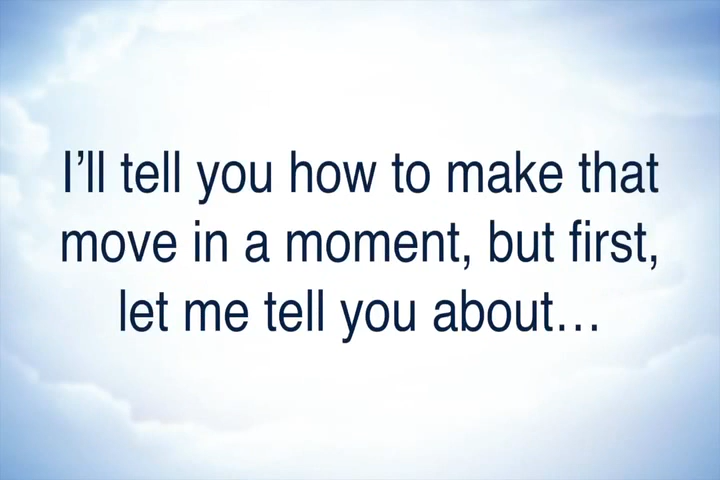 I’ll tell you how to make that
move in a moment, but first,
let me tell you about…